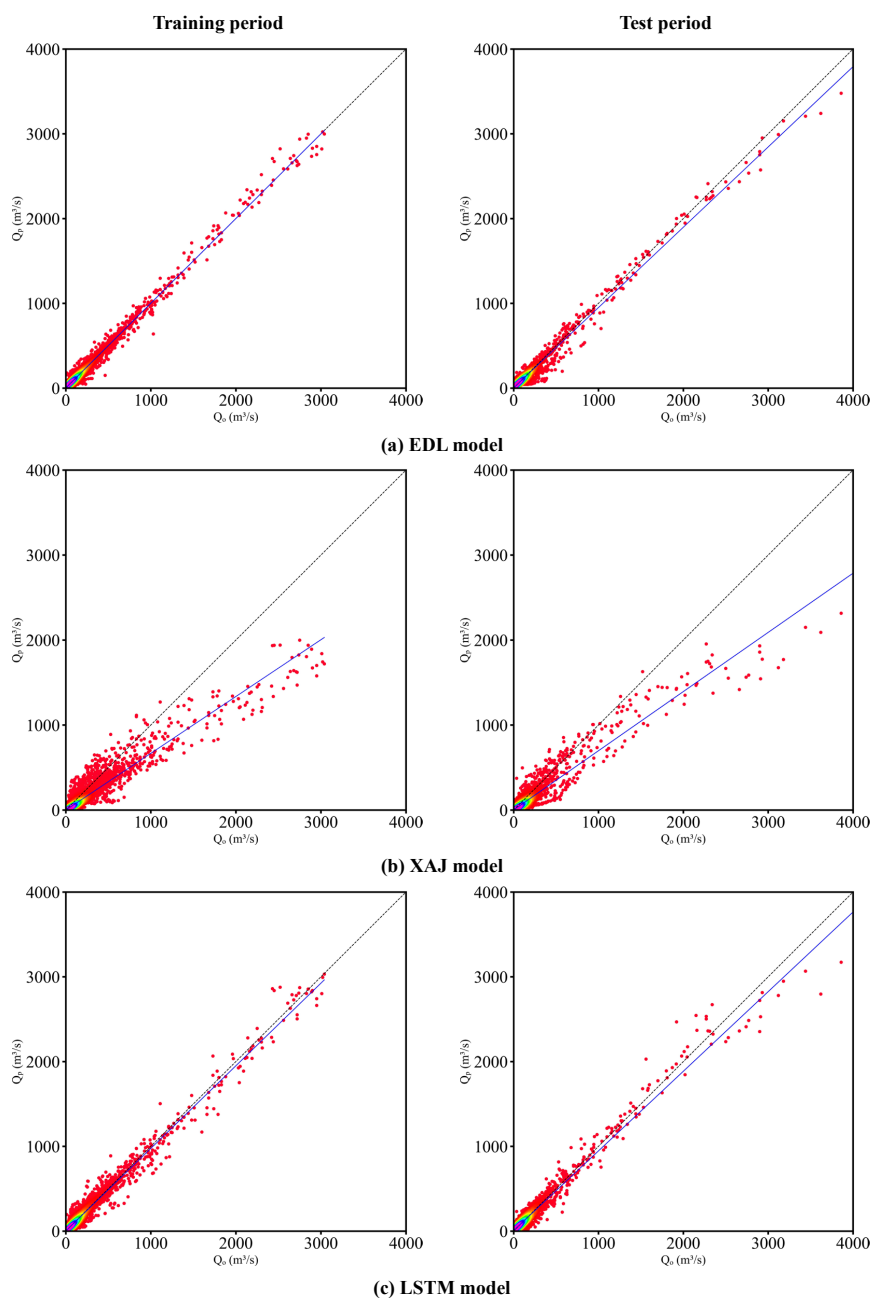 Training period
Test period
4000
3000
2000
1000
0
Qₚ (m³/s)
0 1000 2000 3000 4000
Qₒ (m³/s)
4000
3000
2000
1000
0
Qₚ (m³/s)
0 1000 2000 3000 4000
Qₒ (m³/s)
(a) EDL model
4000
3000
2000
1000
0
Qₚ (m³/s)
0 1000 2000 3000 4000
Qₒ (m³/s)
4000
3000
2000
1000
0
Qₚ (m³/s)
0 1000 2000 3000 4000
Qₒ (m³/s)
(b) XAJ model
4000
3000
2000
1000
0
Qₚ (m³/s)
0 1000 2000 3000 4000
Qₒ (m³/s)
4000
3000
2000
1000
0
Qₚ (m³/s)
0 1000 2000 3000 4000
Qₒ (m³/s)
(c) LSTM model